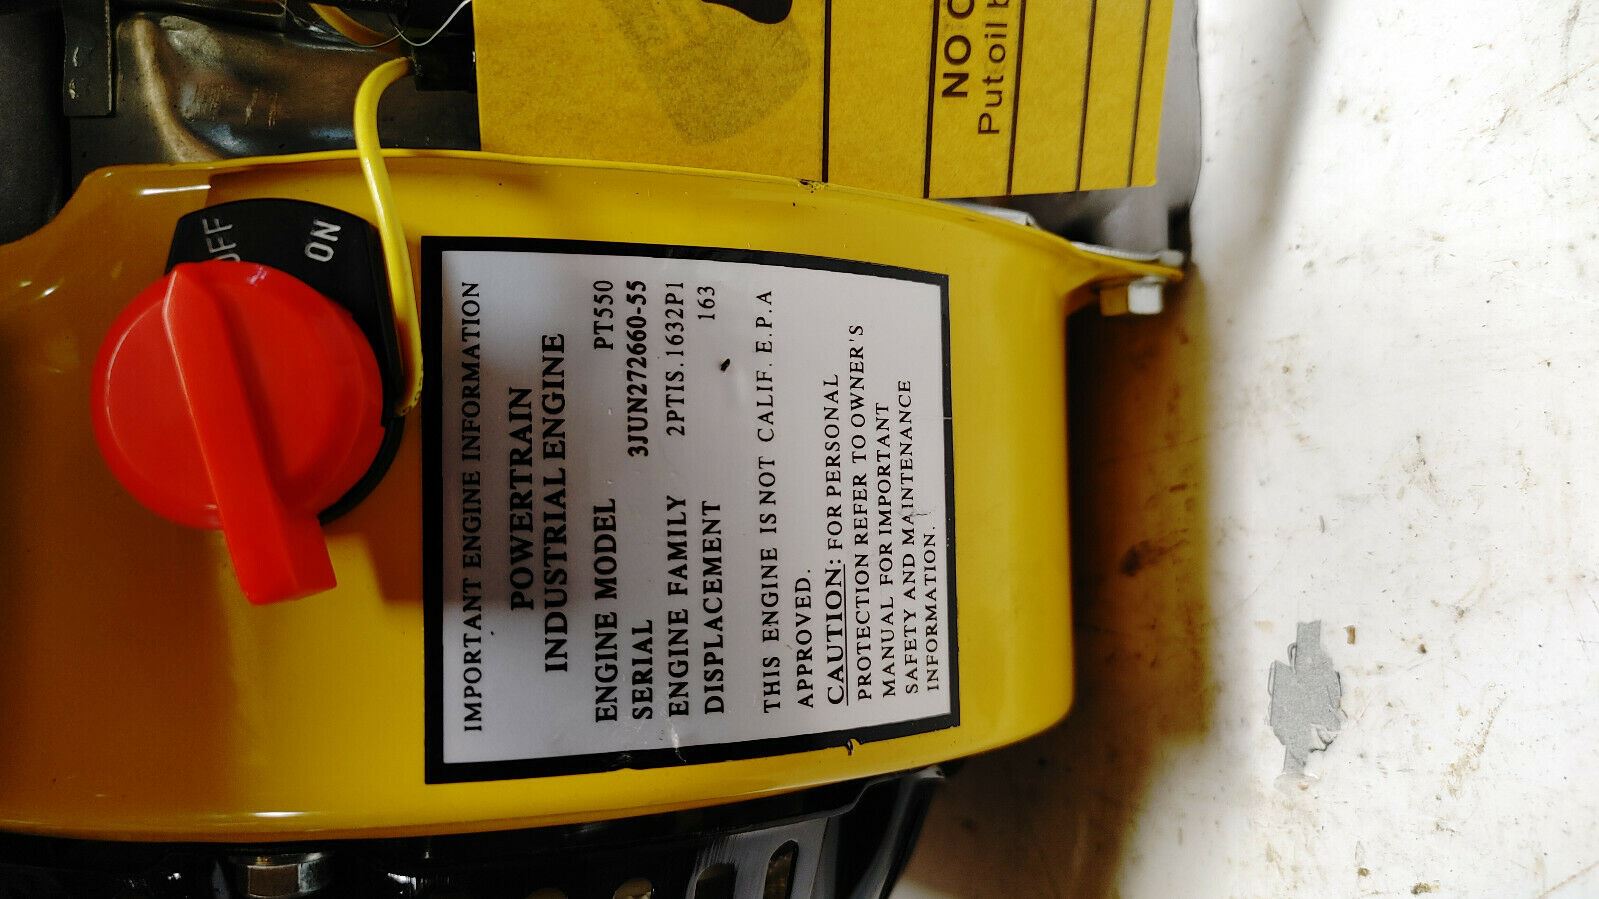 IMPORTANT ENGINE INFORMATION
POWERTRAIN
INDUSTRIAL ENGINE
ENGINE MODEL PT550
SERIAL 3JUN272660-55
ENGINE FAMILY 2PTIS.1632P1
DISPLACEMENT 163
THIS ENGINE IS NOT CALIF. E.P.A
APPROVED.
CAUTION: FOR PERSONAL
PROTECTION REFER TO OWNER'S
MANUAL FOR IMPORTANT
SAFETY AND MAINTENANCE
INFORMATION.
ON
NO
Put oil